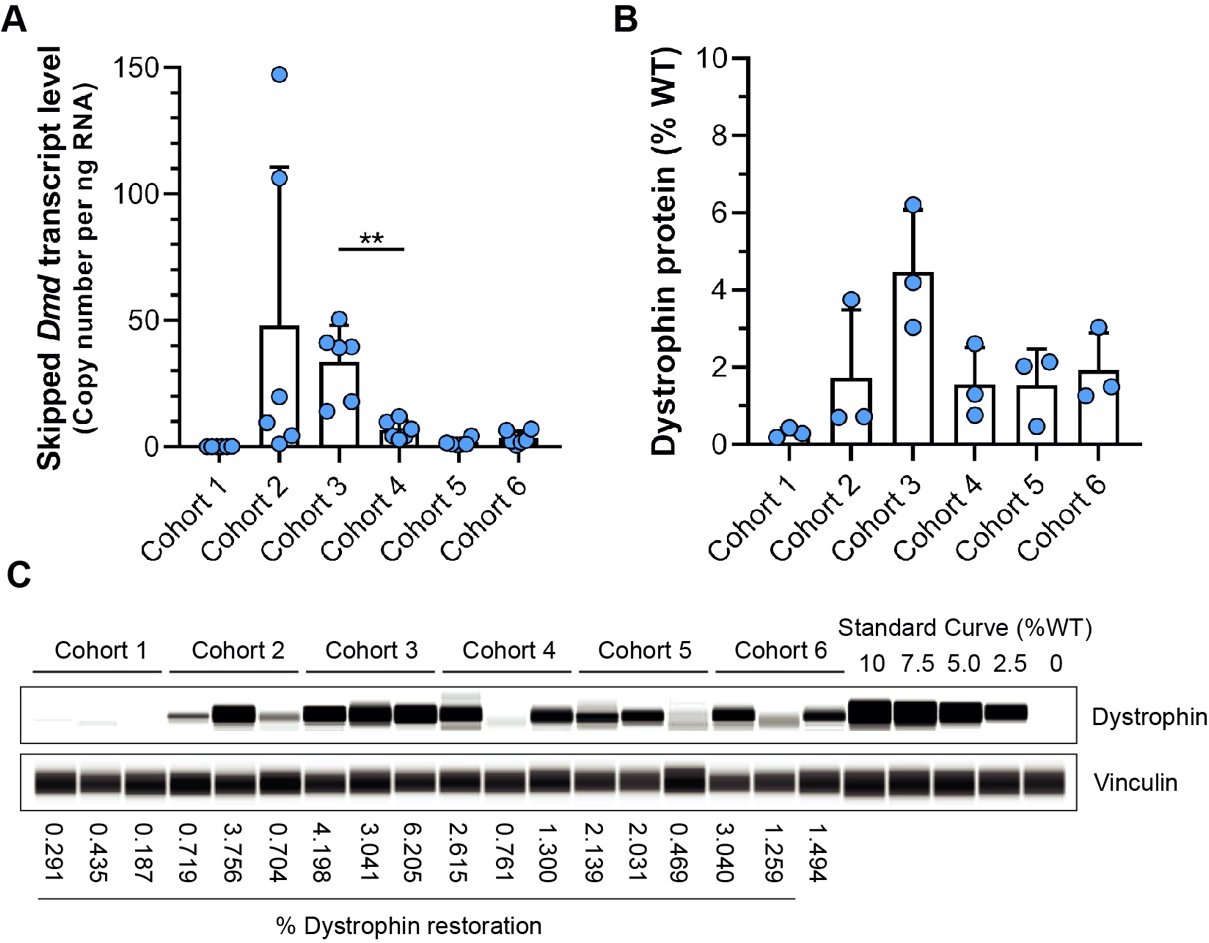 A
Skipped Dmd transcript level
(Copy number per ng RNA)
150
100
50
0
**
Cohort 1
Cohort 2
Cohort 3
Cohort 4
Cohort 5
Cohort 6
B
Dystrophin protein (% WT)
10
8
6
4
2
0
Cohort 1
Cohort 2
Cohort 3
Cohort 4
Cohort 5
Cohort 6
C
Standard Curve (%WT)
Cohort 1 Cohort 2 Cohort 3 Cohort 4 Cohort 5 Cohort 6 10 7.5 5.0 2.5 0
Dystrophin
Vinculin
0.291 0.435 0.187 0.719 3.756 0.704 4.198 3.041 6.205 2.615 0.761 1.300 2.139 2.031 0.469 3.040 1.259 1.494
% Dystrophin restoration